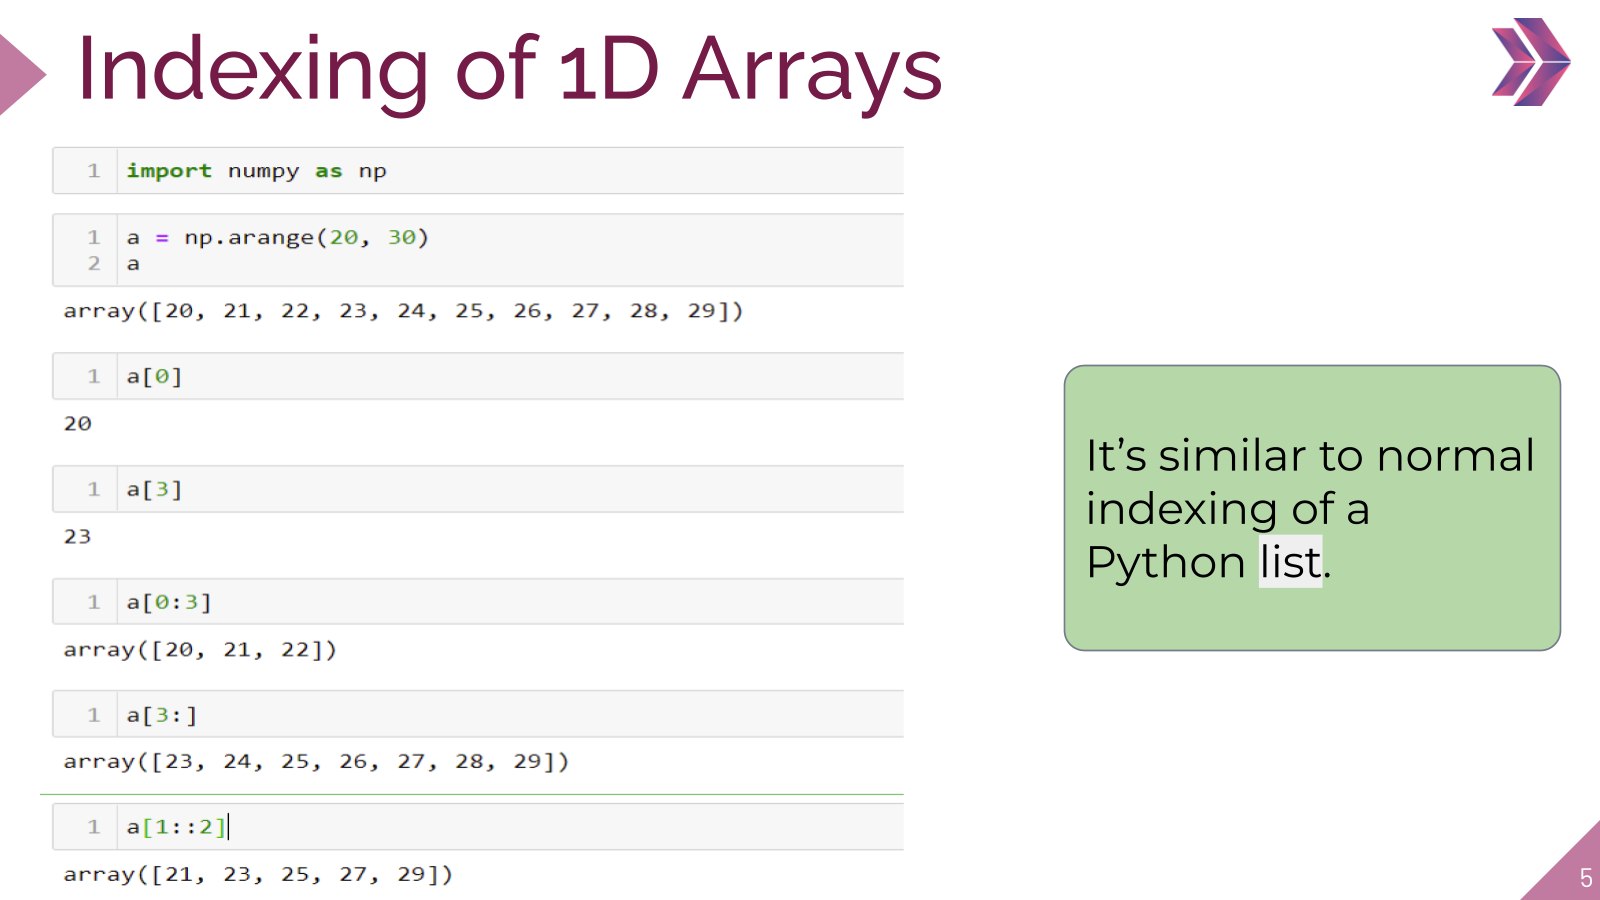 Indexing of 1D Arrays
1 import numpy as np
1 a = np.arange(20, 30)
2 a
array([20, 21, 22, 23, 24, 25, 26, 27, 28, 29])
1 a[0]
20
1 a[3]
23
1 a[0:3]
array([20, 21, 22])
1 a[3:]
array([23, 24, 25, 26, 27, 28, 29])
1 a[1::2]
array([21, 23, 25, 27, 29])
It’s similar to normal
indexing of a
Python list.
5